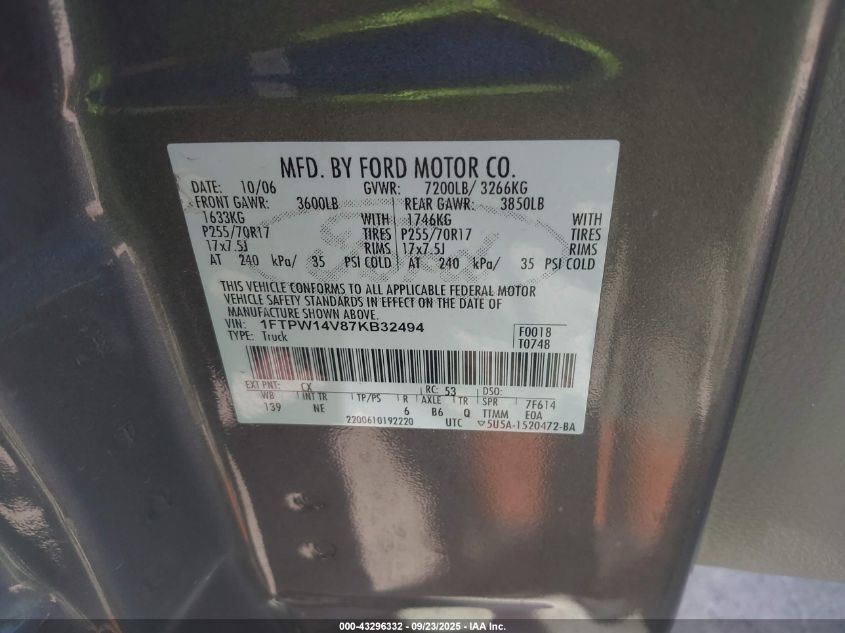 MFD. BY FORD MOTOR CO.
DATE: 10/06 GVWR: 7200LB/ 3266KG
FRONT GAWR: 3600LB REAR GAWR: 3850LB
1633KG WITH 1746KG WITH
P255/70R17 TIRES P255/70R17 TIRES
17x7.5J RIMS 17x7.5J RIMS
AT 240 kPa/ 35 PSI COLD AT 240 kPa/ 35 PSI COLD
THIS VEHICLE CONFORMS TO ALL APPLICABLE FEDERAL MOTOR
VEHICLE SAFETY STANDARDS IN EFFECT ON THE DATE OF
MANUFACTURE SHOWN ABOVE.
VIN: 1FTPW14V87KB32494 F0018
TYPE: Truck T0748
EXT PNT: CX RC: 53 DSO:
WB INT TR TP/PS R AXLE TR SPR 7F614
139 NE 6 B6 Q TTMM E0A
2200610192220 UTC ▽5U5A-1520472-BA
000-43296332 - 09/23/2025 - IAA Inc.